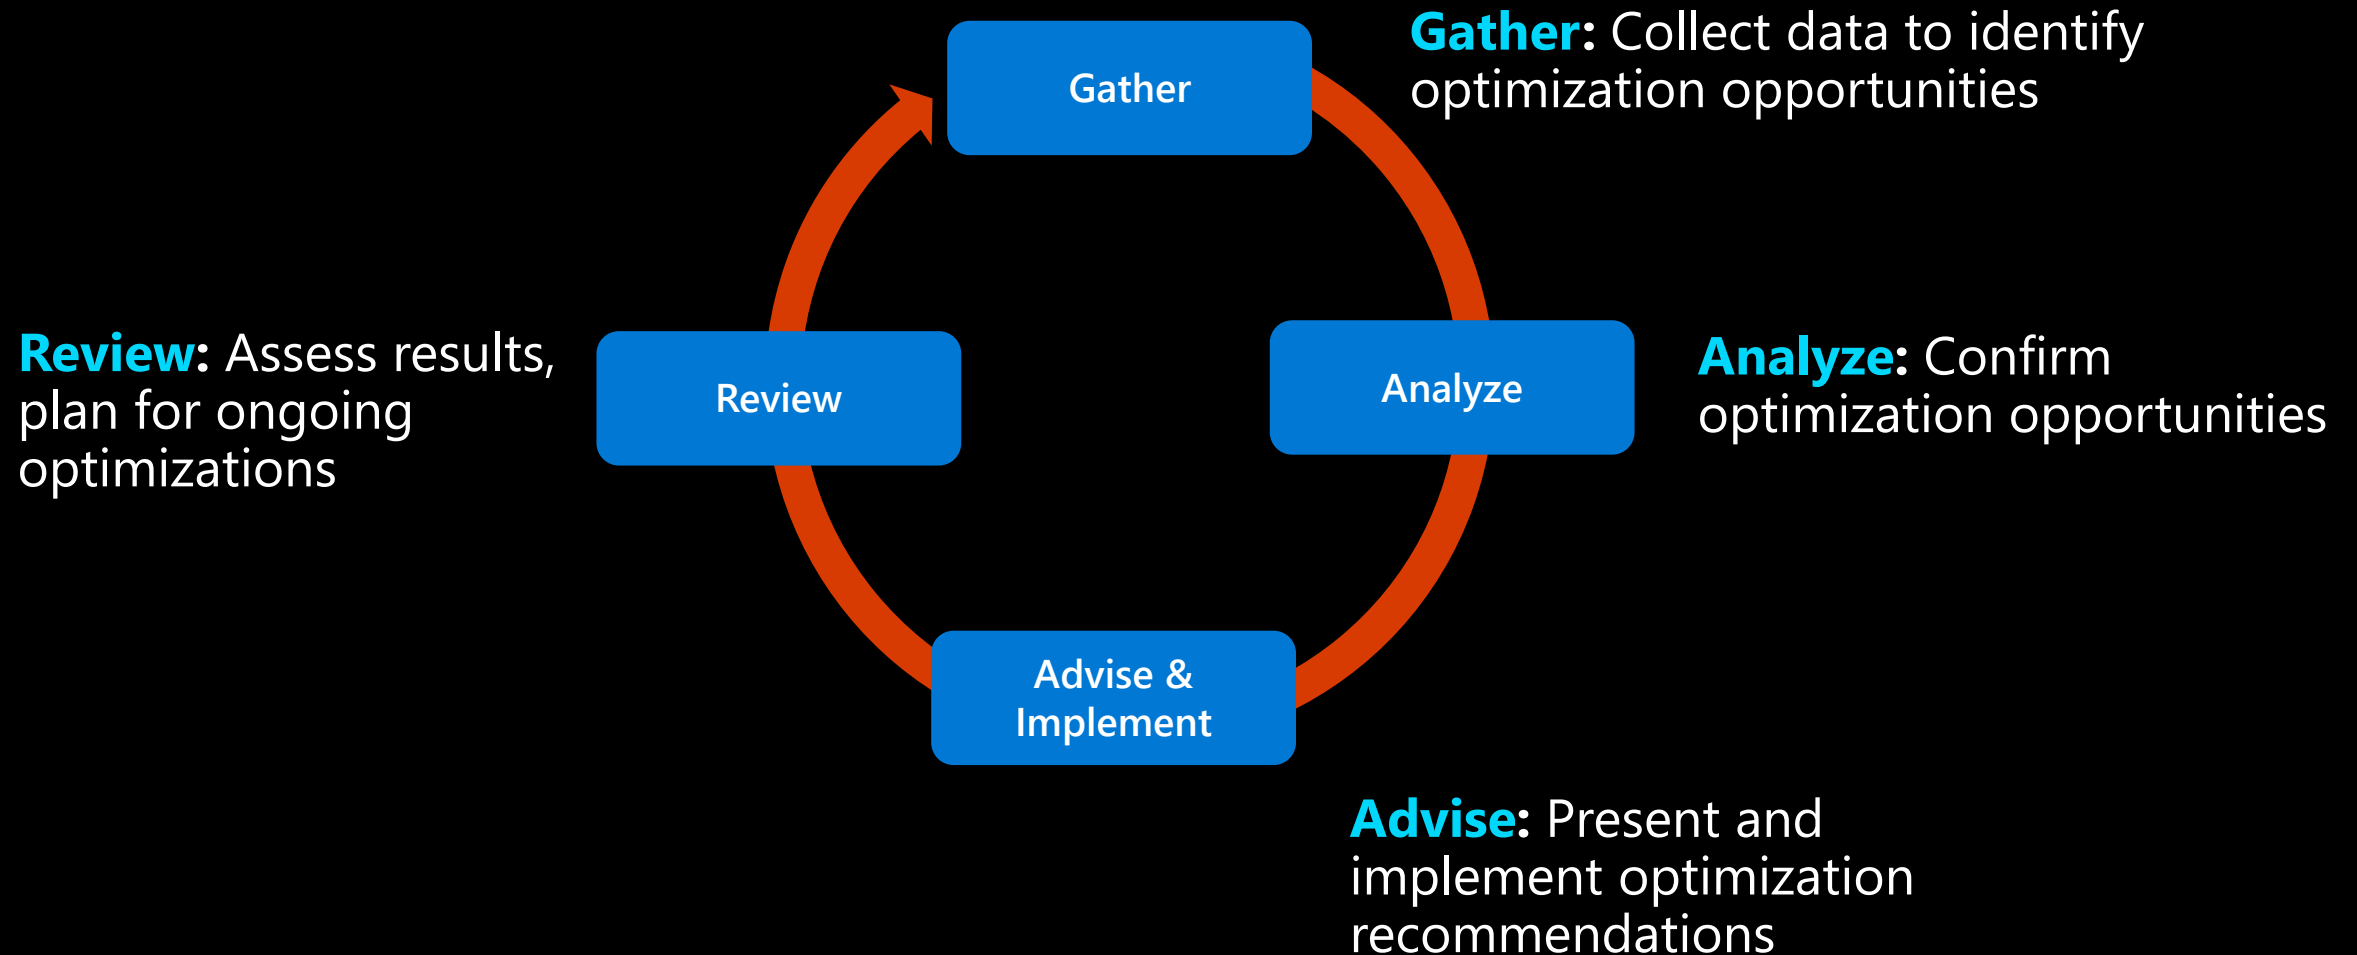 Gather
Gather: Collect data to identify
optimization opportunities
Review: Assess results,
plan for ongoing
optimizations
Review
Analyze
Analyze: Confirm
optimization opportunities
Advise &
Implement
Advise: Present and
implement optimization
recommendations